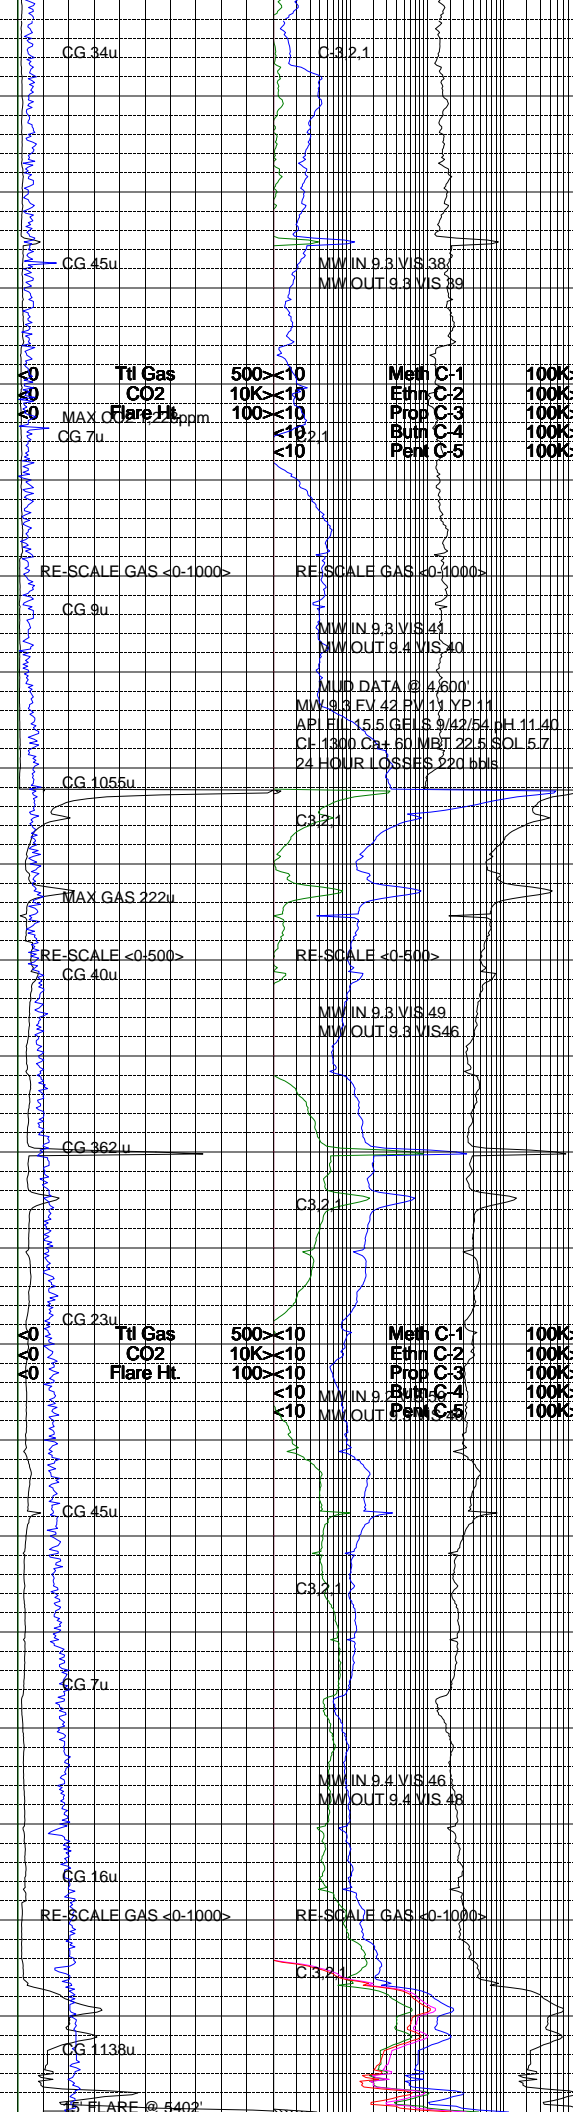 CG 34u C-3,2,1
CG 45u MW IN 9.3 VIS 38
MW OUT 9.3 VIS 39
<0 Ttl Gas 500> <10 Meth C-1 100K>
<0 CO2 10K> <10 Ethn C-2 100K>
<0 Flare Ht. 100> <10 Prop C-3 100K>
MAX CO2
CG 7u <10 Butn C-4 100K>
<10 Pent C-5 100K>
RE-SCALE GAS <0-1000> RE-SCALE GAS <0-1000>
CG 9u
MW IN 9.3 VIS 41
MW OUT 9.4 VIS 40
MUD DATA @ 4,600'
MW 9.3 FV 42 PV 11 YP 11
API FIL 15.5 GELS 9/42/54 pH 11.40
Cl- 1300 Ca+ 60 MBT 22.5 SOL 5.7
24 HOUR LOSSES 220 bbls
CG 1055u
C3,2,1
MAX GAS 222u
RE-SCALE <0-500> RE-SCALE <0-500>
CG 40u
MW IN 9.3 VIS 49
MW OUT 9.3 VIS46
CG 362 u
C3,2,1
CG 23u
<0 Ttl Gas 500> <10 Meth C-1 100K>
<0 CO2 10K> <10 Ethn C-2 100K>
<0 Flare Ht. 100> <10 Prop C-3 100K>
MW IN <10 Butn C-4 100K>
MW OUT <10 Pent C-5 100K>
CG 45u
C3,2,1
CG 7u
MW IN 9.4 VIS 46
MW OUT 9.4 VIS 48
CG 16u
RE-SCALE GAS <0-1000> RE-SCALE GAS <0-1000>
C 3,2,1
CG 1138u
15' FLARE @ 5402'